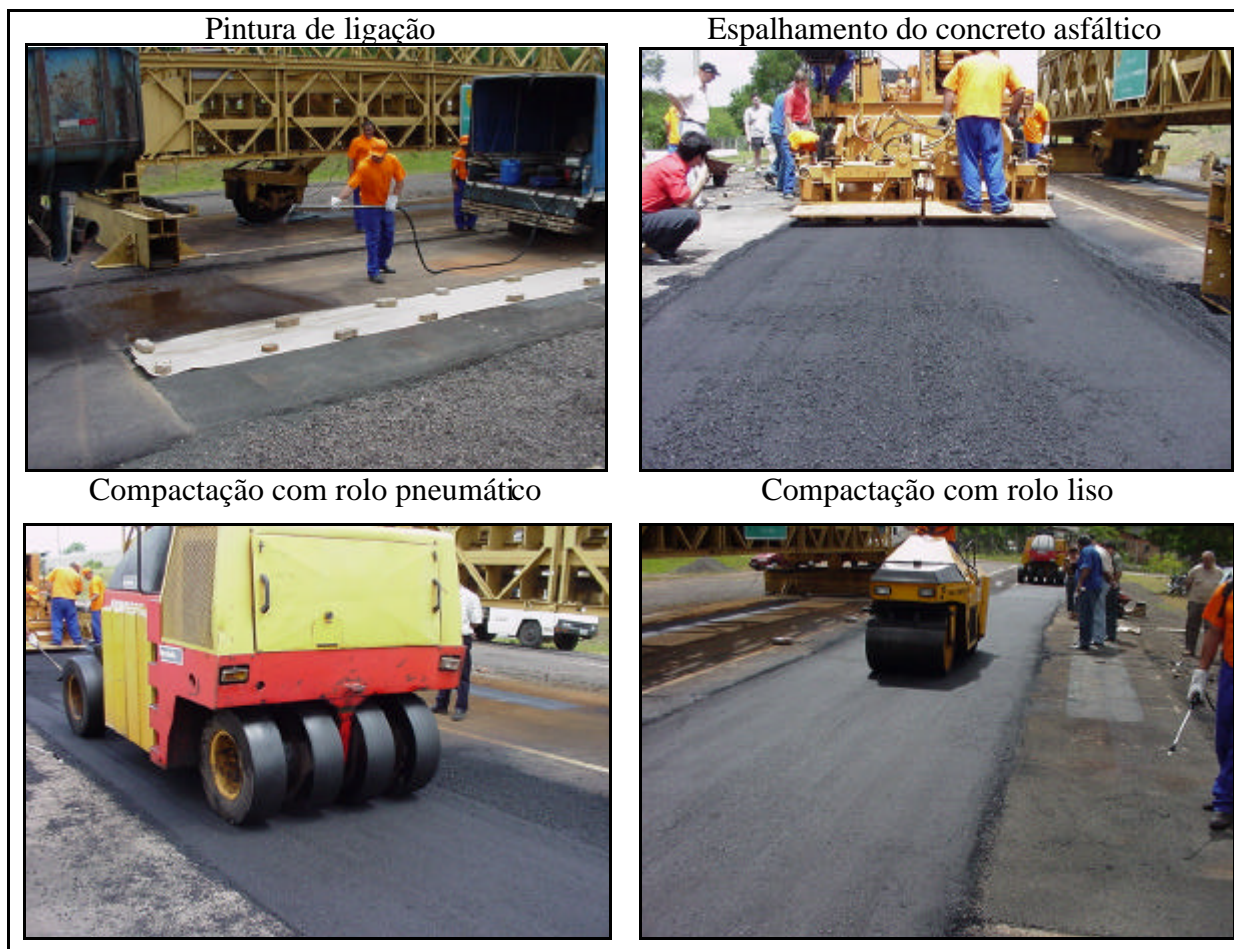 Pintura de ligação
Espalhamento do concreto asfáltico
Compactação com rolo pneumático
Compactação com rolo liso